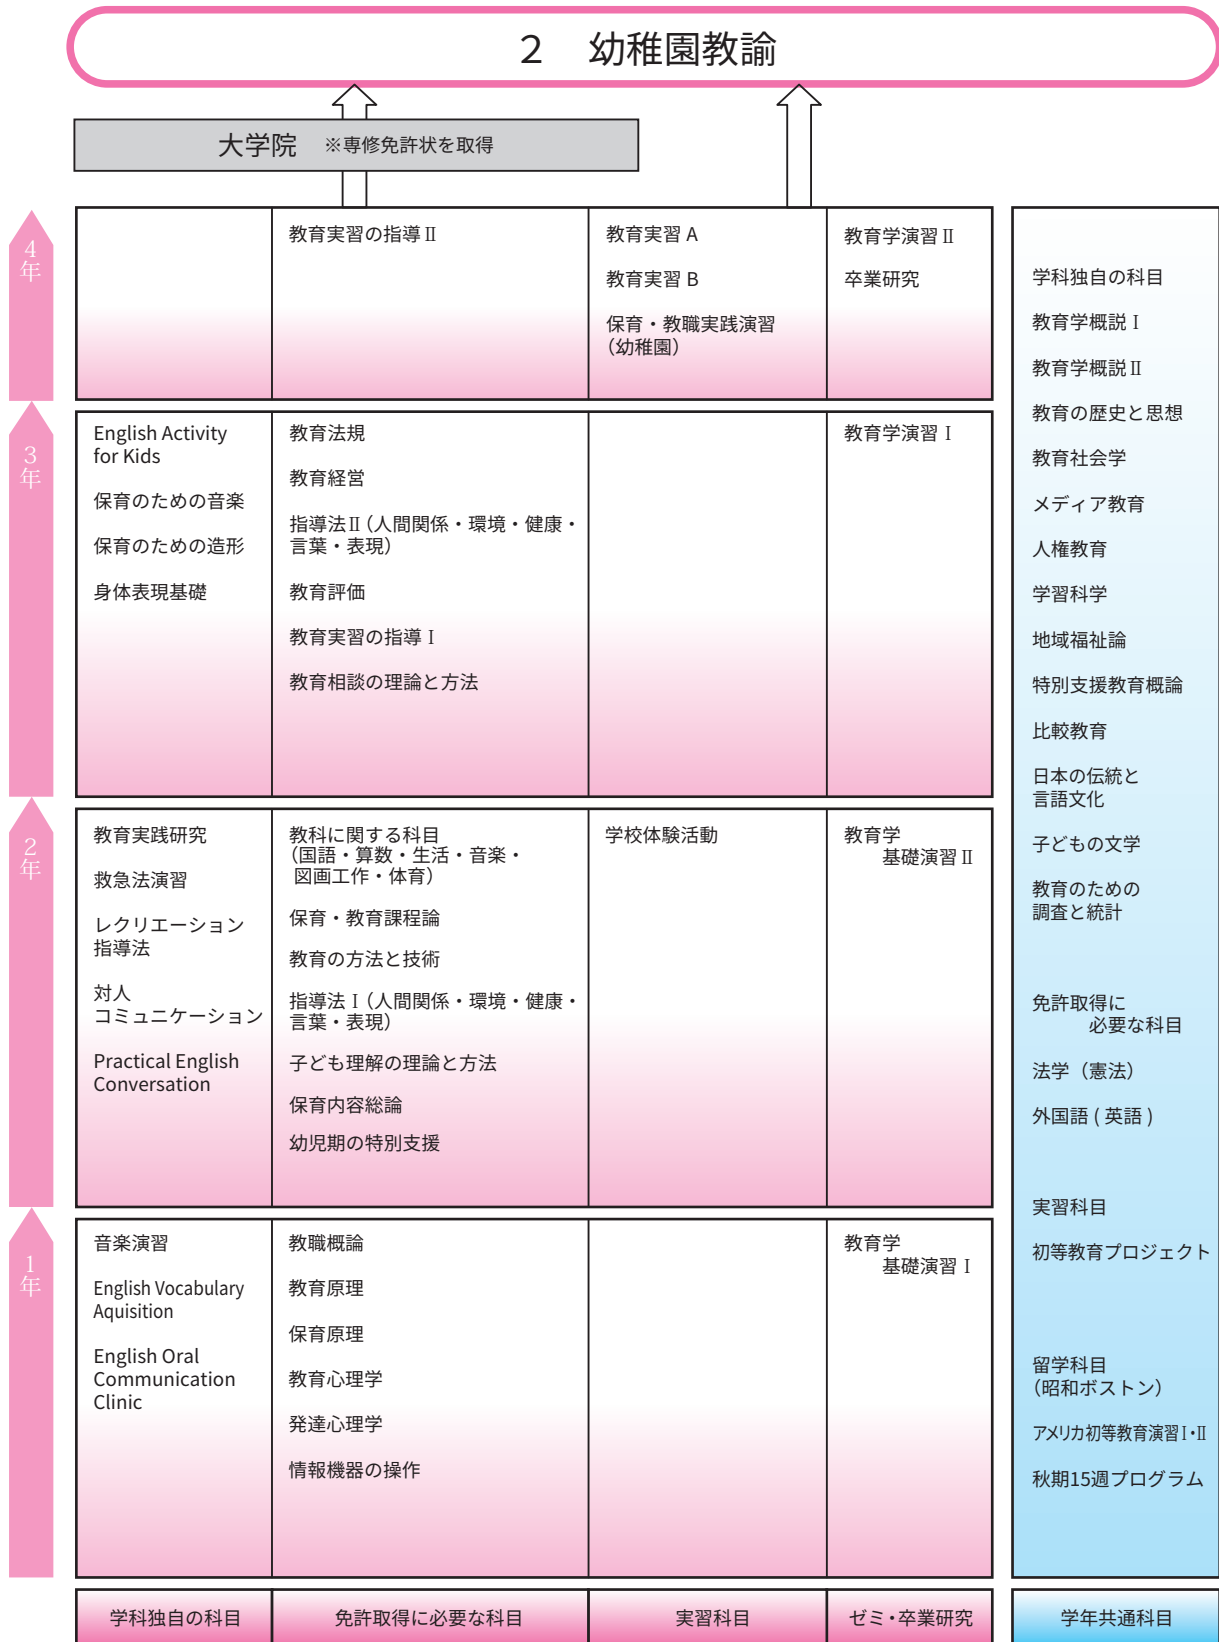 2 幼稚園教諭
大学院 ※専修免許状を取得
4年
教育実習の指導Ⅱ
教育実習 A
教育実習 B
保育・教職実践演習
（幼稚園）
教育学演習Ⅱ
卒業研究
3年
English Activity
for Kids
保育のための音楽
保育のための造形
身体表現基礎
教育法規
教育経営
指導法Ⅱ（人間関係・環境・健康・
言葉・表現）
教育評価
教育実習の指導Ⅰ
教育相談の理論と方法
教育学演習Ⅰ
2年
教育実践研究
救急法演習
レクリエーション
指導法
対人
コミュニケーション
Practical English
Conversation
教科に関する科目
（国語・算数・生活・音楽・
図画工作・体育）
保育・教育課程論
教育の方法と技術
指導法Ⅰ（人間関係・環境・健康・
言葉・表現）
子ども理解の理論と方法
保育内容総論
幼児期の特別支援
学校体験活動
教育学
基礎演習Ⅱ
1年
音楽演習
English Vocabulary
Aquisition
English Oral
Communication
Clinic
教職概論
教育原理
保育原理
教育心理学
発達心理学
情報機器の操作
教育学
基礎演習Ⅰ
学科独自の科目
免許取得に必要な科目
実習科目
ゼミ・卒業研究
学科独自の科目
教育学概説Ⅰ
教育学概説Ⅱ
教育の歴史と思想
教育社会学
メディア教育
人権教育
学習科学
地域福祉論
特別支援教育概論
比較教育
日本の伝統と
言語文化
子どもの文学
教育のための
調査と統計
免許取得に
必要な科目
法学（憲法）
外国語 ( 英語 )
実習科目
初等教育プロジェクト
留学科目
（昭和ボストン）
アメリカ初等教育演習Ⅰ・Ⅱ
秋期15週プログラム
学年共通科目